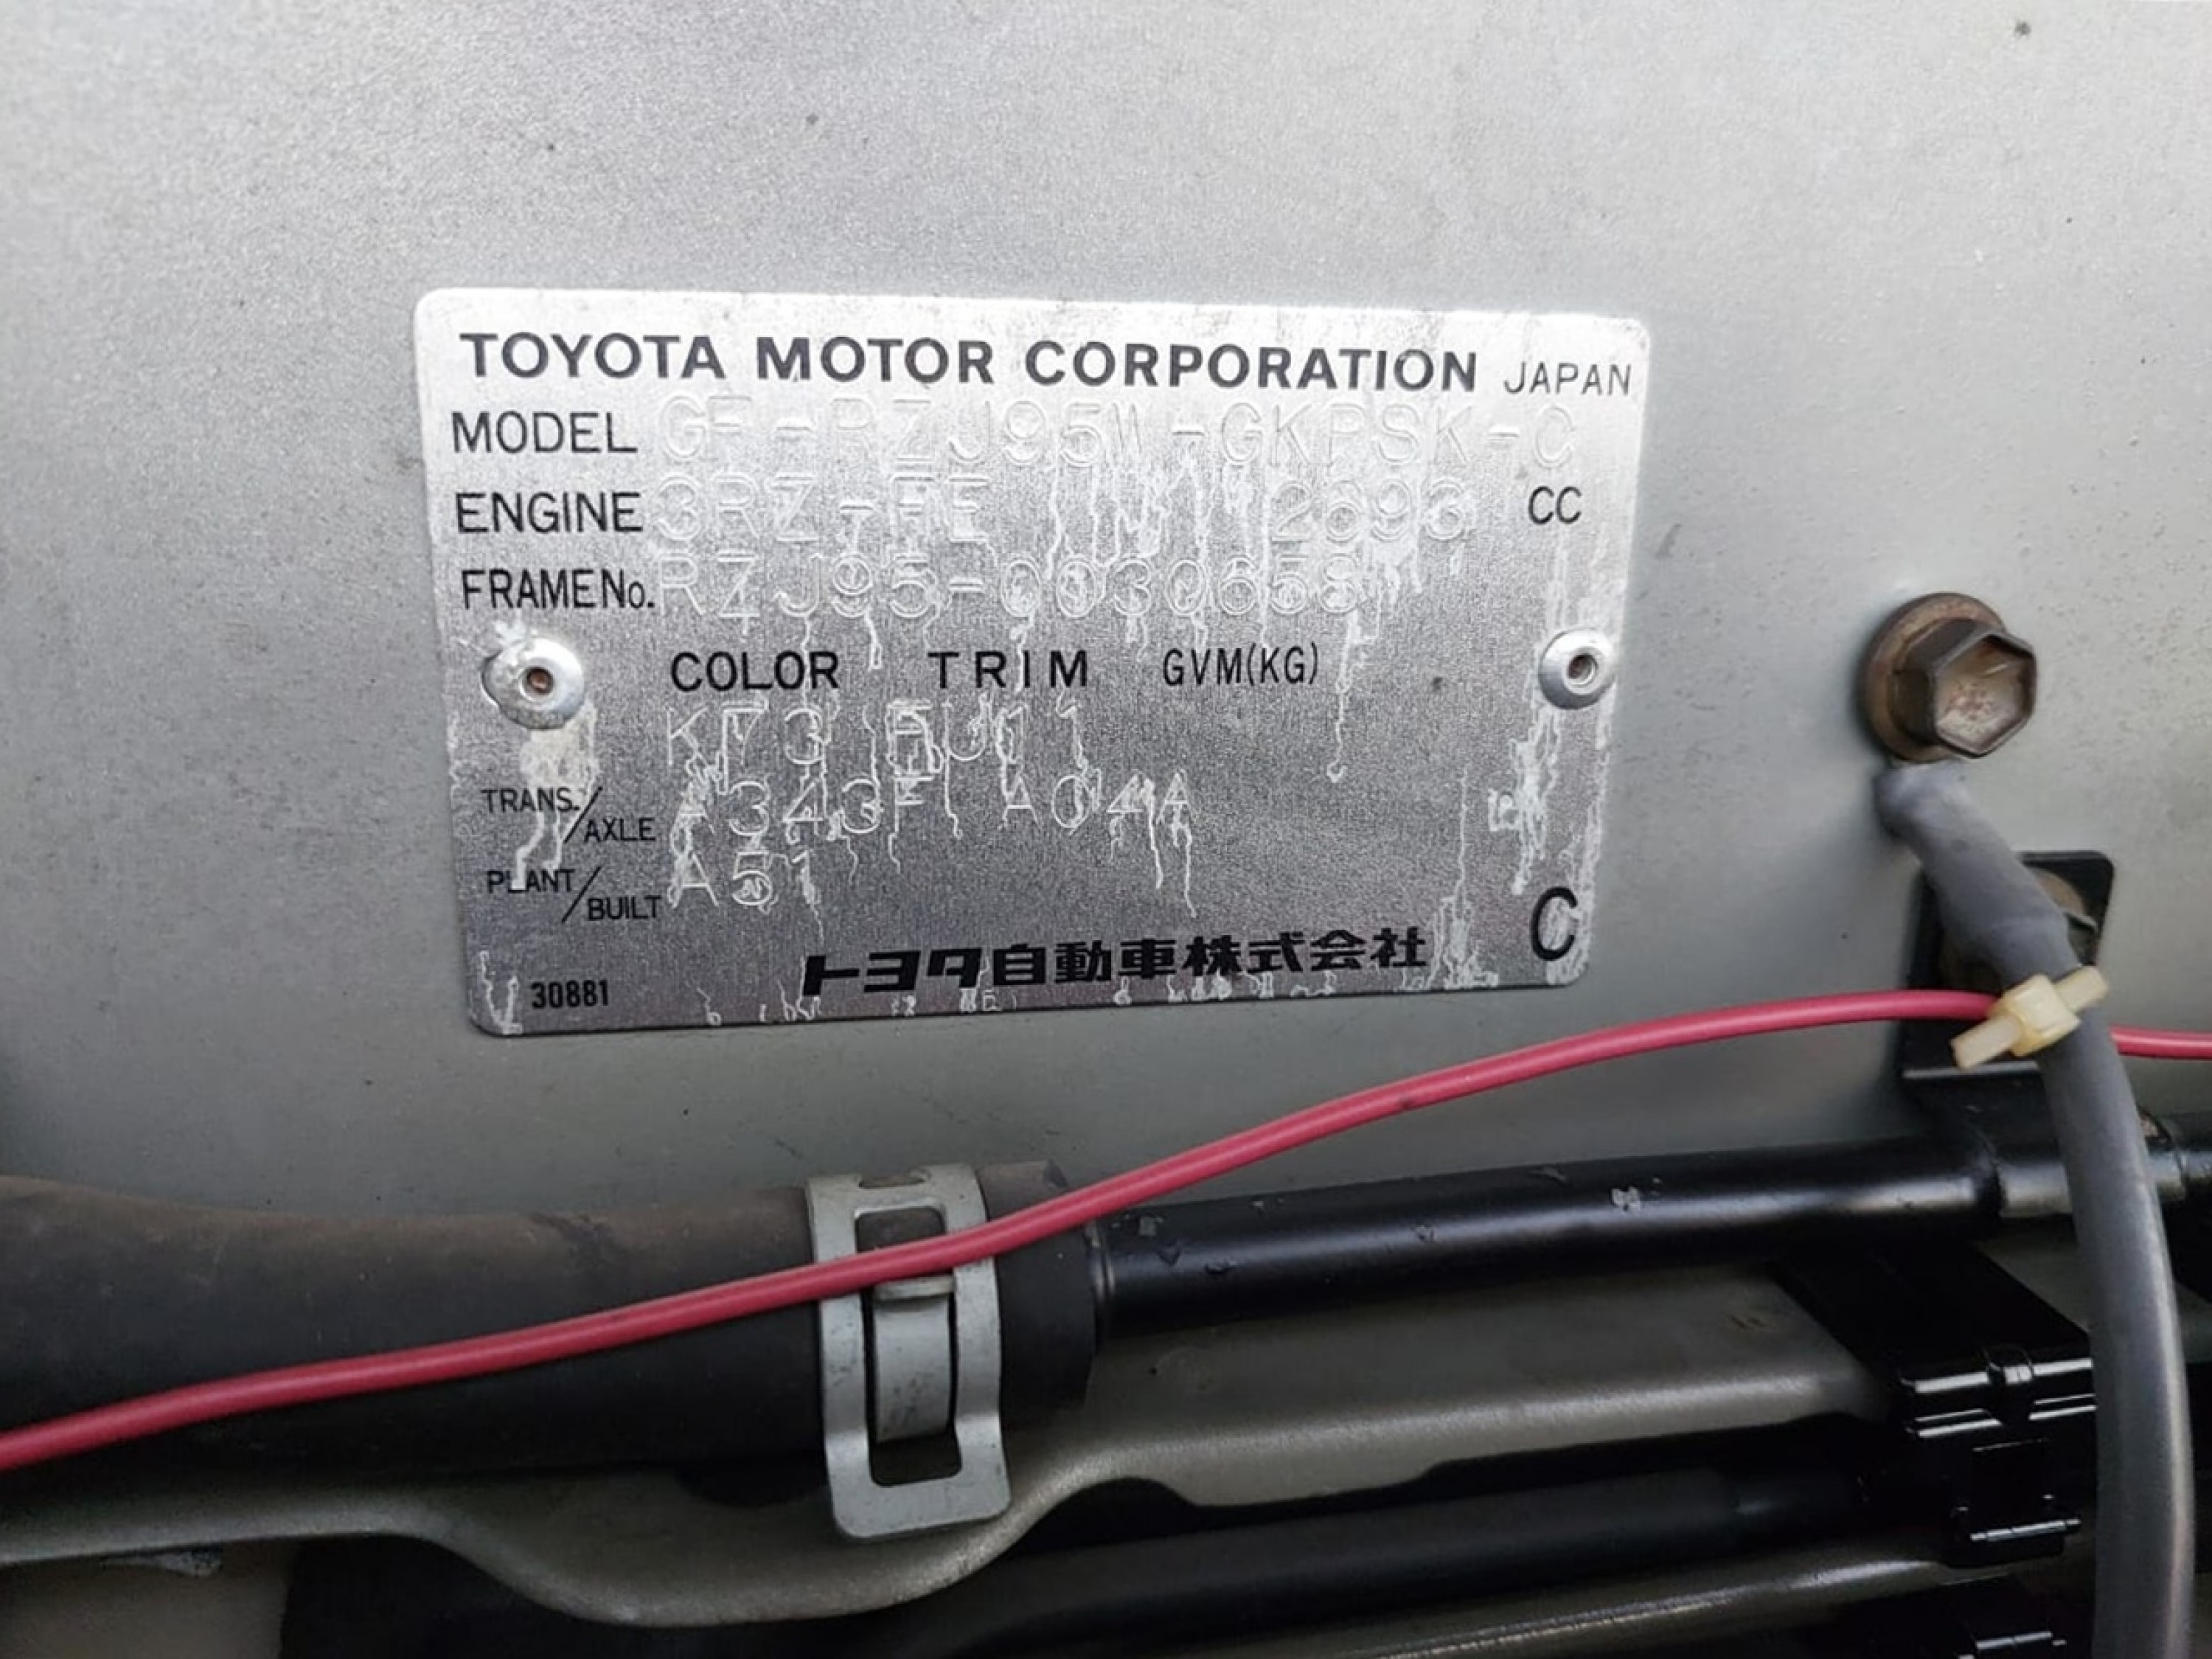 TOYOTA MOTOR CORPORATION JAPAN
MODEL GF-RZJ95W-GKPSK-C
ENGINE 3RZ-FE 2693 CC
FRAME No. RZJ95-0030658
COLOR TRIM GVM(KG)
K73 FU11
TRANS./AXLE A343F A04A
PLANT/BUILT A51
C
トヨタ自動車株式会社
30881